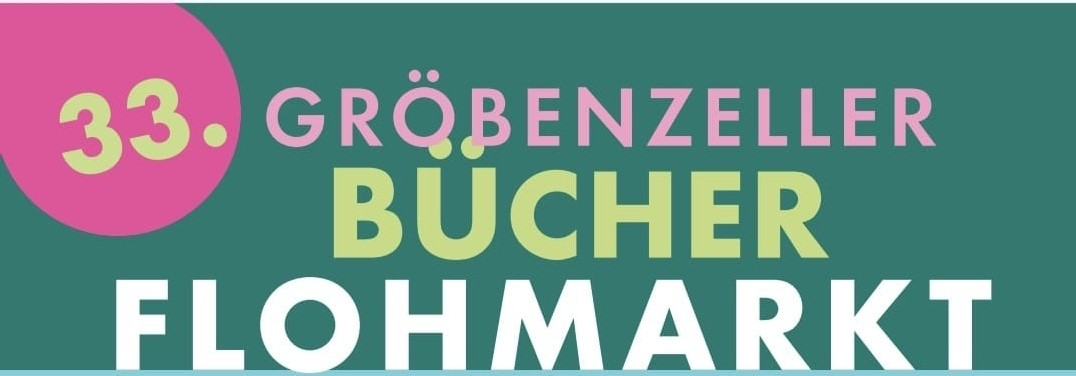 33. GRÖBENZELLER
BÜCHER
FLOHMARKT